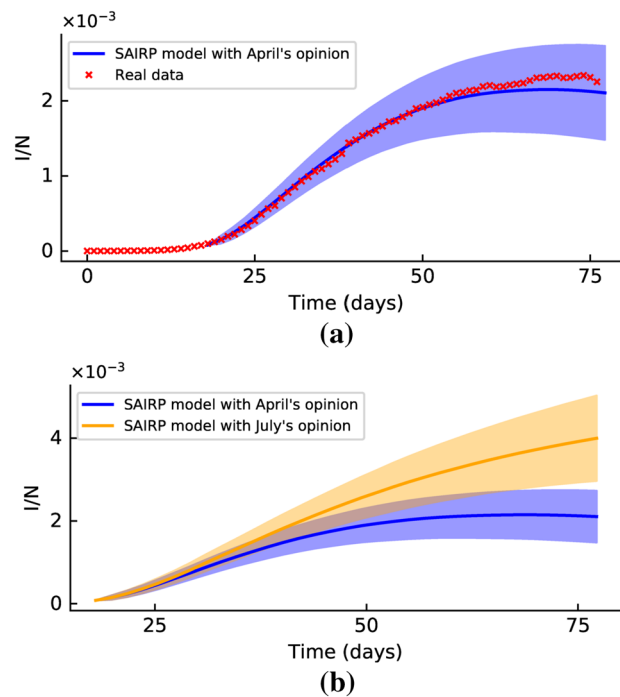 ×10⁻³
SAIRP model with April's opinion
Real data
2
1
0
I/N
0 25 50 75
Time (days)
(a)
×10⁻³
SAIRP model with April's opinion
SAIRP model with July's opinion
4
2
0
I/N
25 50 75
Time (days)
(b)